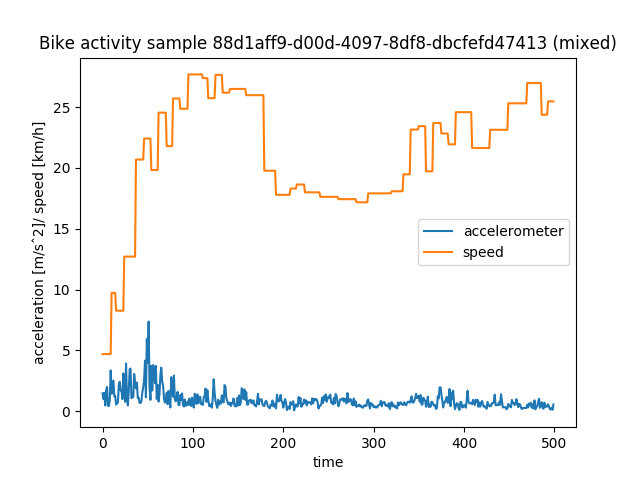 Bike activity sample 88d1aff9-d00d-4097-8df8-dbcfefd47413 (mixed)
acceleration [m/s^2]/ speed [km/h]
25
20
15
10
5
0
accelerometer
speed
0 100 200 300 400 500
time